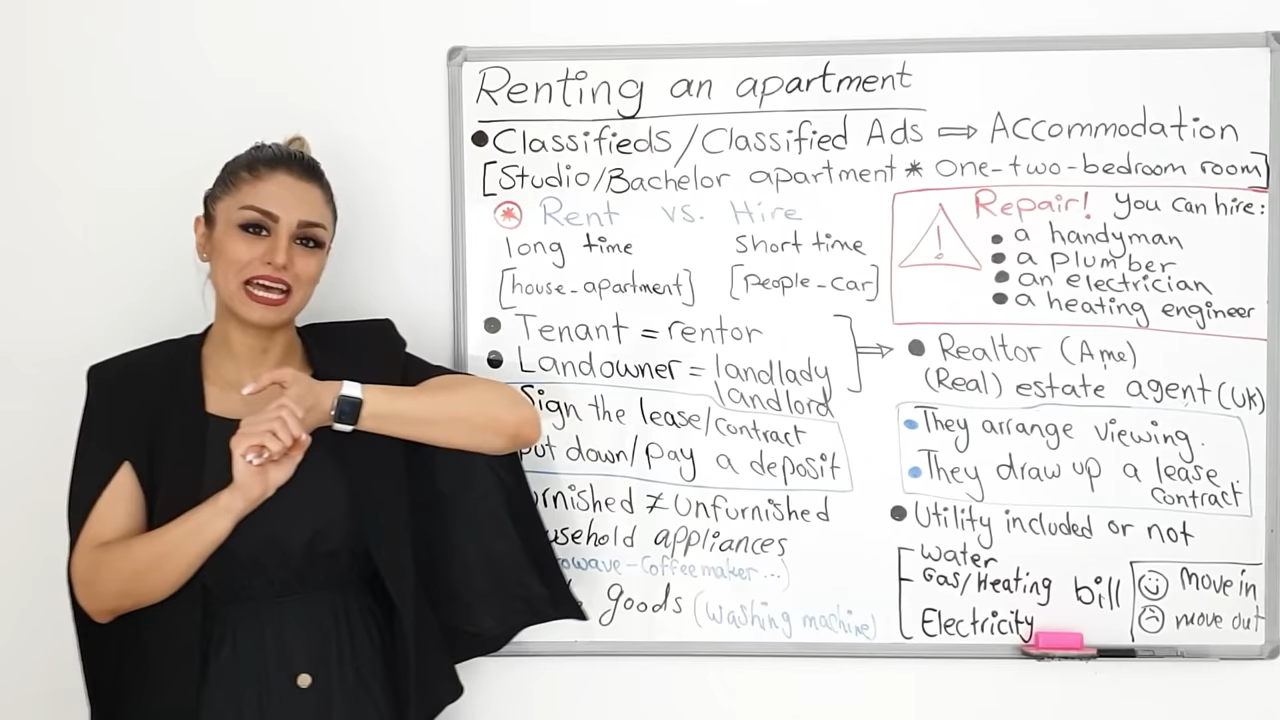 Renting an apartment
Classifieds / Classified Ads ⇒ Accommodation
[Studio/Bachelor apartment * one-two-bedroom room]
Rent vs. Hire
long time short time
[house-apartment] [people-car]
Tenant = rentor
Landowner = landlady
landlord
Sign the lease/contract
put down/pay a deposit
rnished ≠ Unfurnished
usehold appliances
owave-Coffeemaker...)
goods (washing machine)
Repair! You can hire:
a handyman
a plumber
an electrician
a heating engineer
Realtor (Ame)
(Real) estate agent (UK)
They arrange viewing.
They draw up a lease
contract
Utility included or not
water
Gas/Heating bill
Electricity
move in
move out